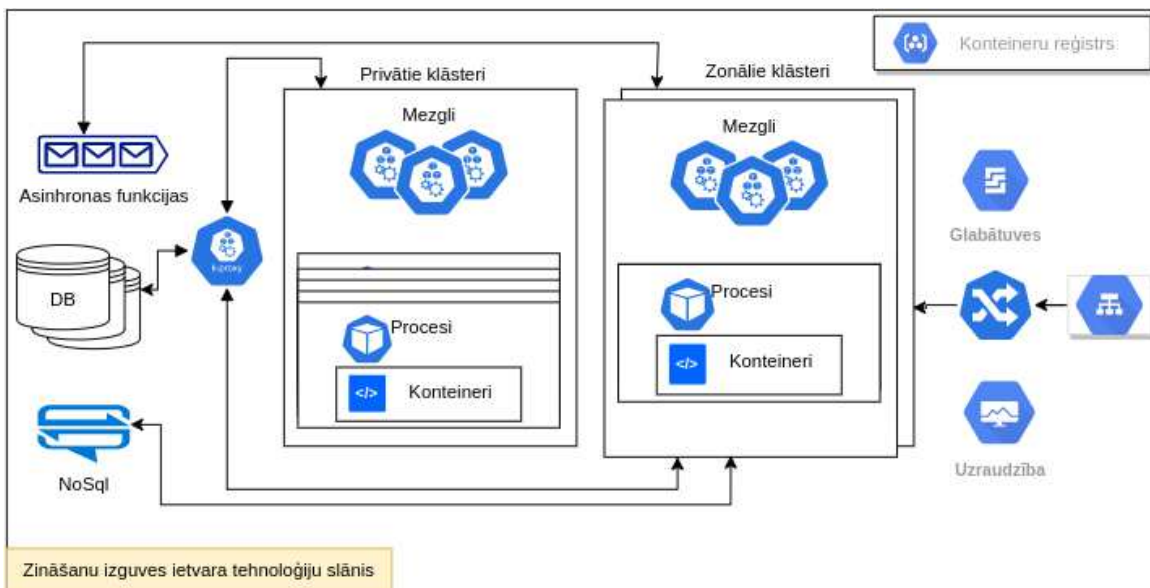 Konteineru reģistrs
Privātie klāsteri
Zonālie klāsteri
Mezgli
Mezgli
Asinhronas funkcijas
Glabātuves
DB
Procesi
Procesi
Konteineri
Konteineri
NoSql
Uzraudzība
Zināšanu izguves ietvara tehnoloģiju slānis